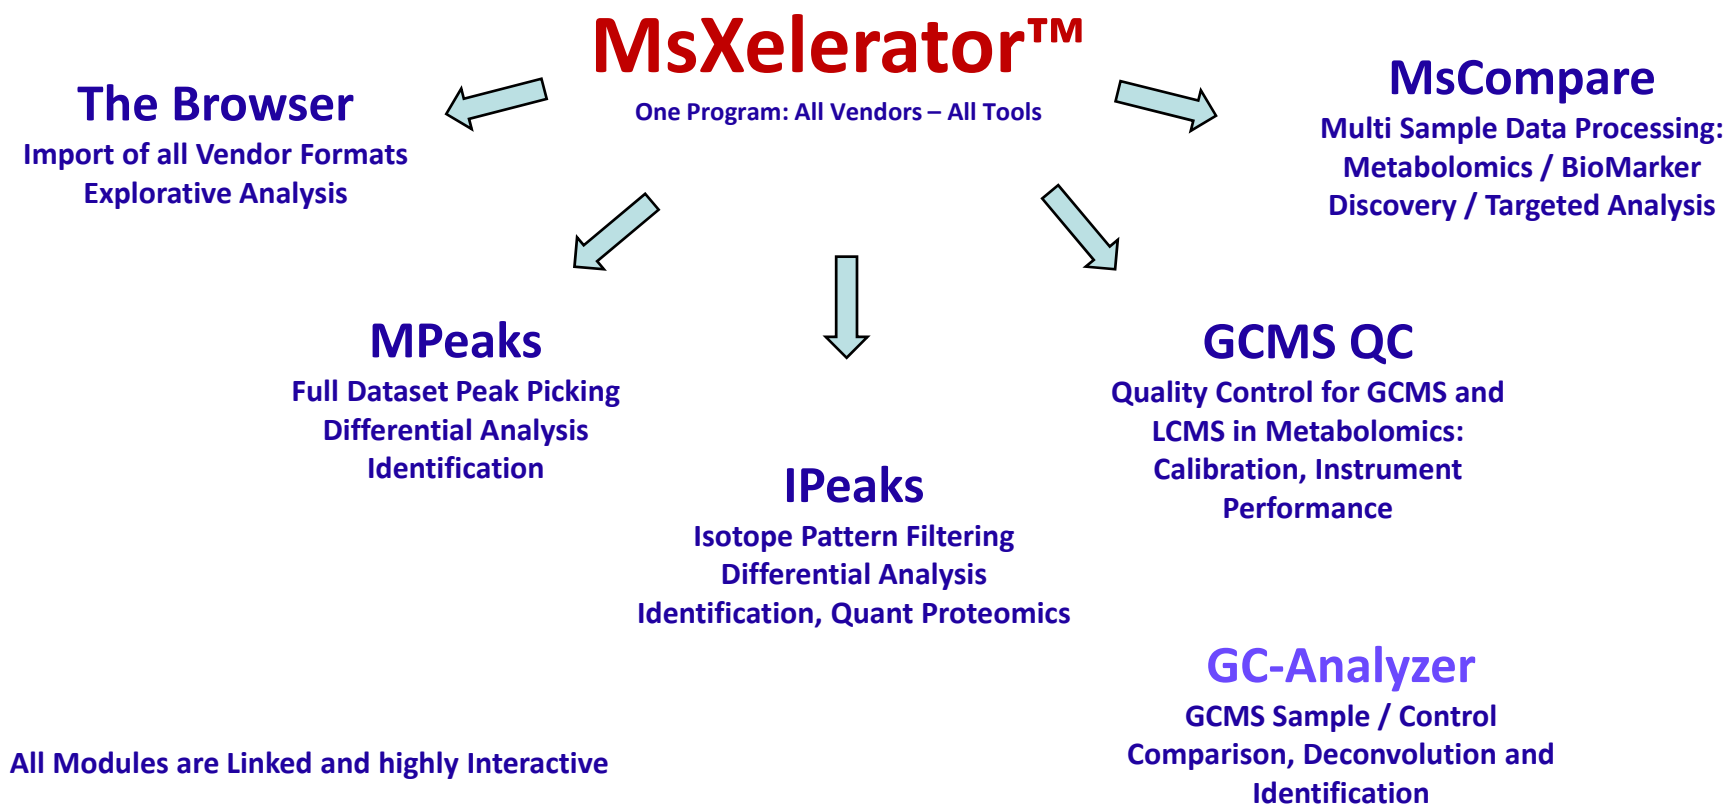 MsXelerator™
One Program: All Vendors – All Tools
The Browser
Import of all Vendor Formats
Explorative Analysis
MsCompare
Multi Sample Data Processing:
Metabolomics / BioMarker
Discovery / Targeted Analysis
MPeaks
Full Dataset Peak Picking
Differential Analysis
Identification
IPeaks
Isotope Pattern Filtering
Differential Analysis
Identification, Quant Proteomics
GCMS QC
Quality Control for GCMS and
LCMS in Metabolomics:
Calibration, Instrument
Performance
GC-Analyzer
GCMS Sample / Control
Comparison, Deconvolution and
Identification
All Modules are Linked and highly Interactive